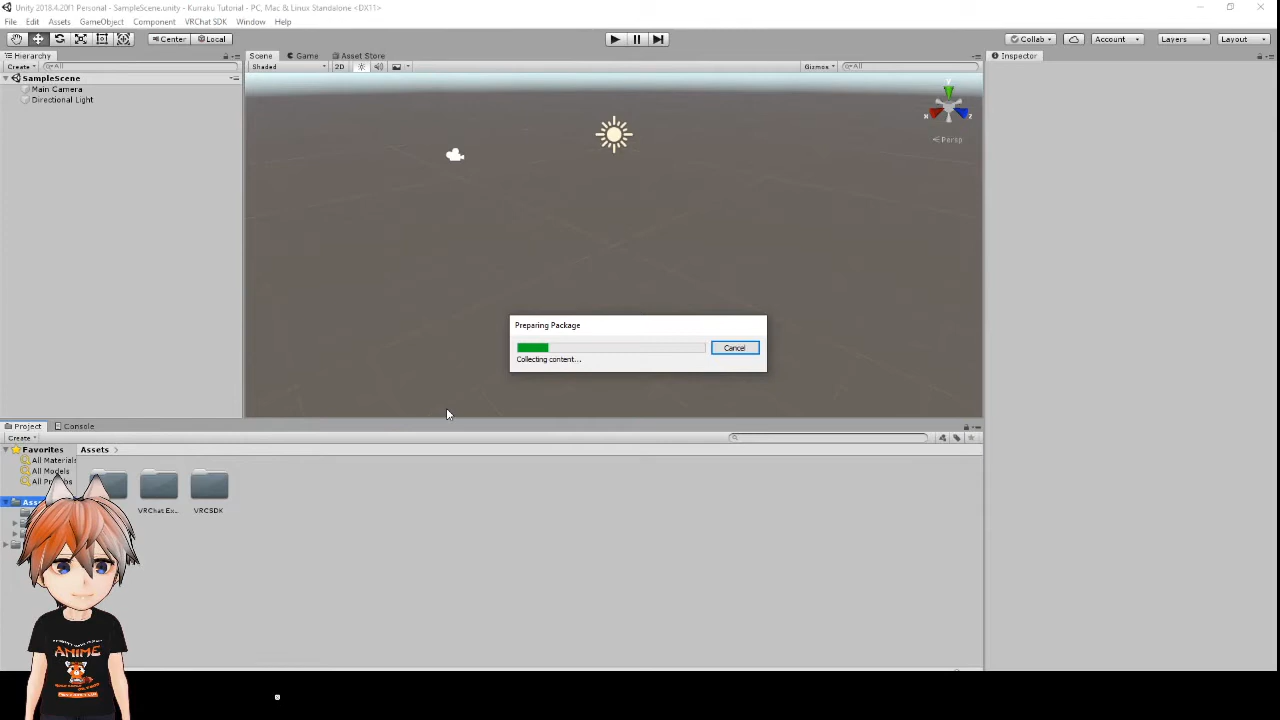 Unity 2018.4.20f1 Personal - SampleScene.unity - Kurraku Tutorial - PC, Mac & Linux Standalone <DX11>
File Edit Assets GameObject Component VRChat SDK Window Help
Center Local Collab Account Layers Layout
Hierarchy Scene Game Asset Store Inspector
Create All Shaded 2D Gizmos All
SampleScene
Main Camera
Directional Light
Persp
Preparing Package
Cancel
Collecting content...
Project Console
Create
Favorites Assets
All Materials
All Models
VRChat Ex... VRCSDK
ANIME